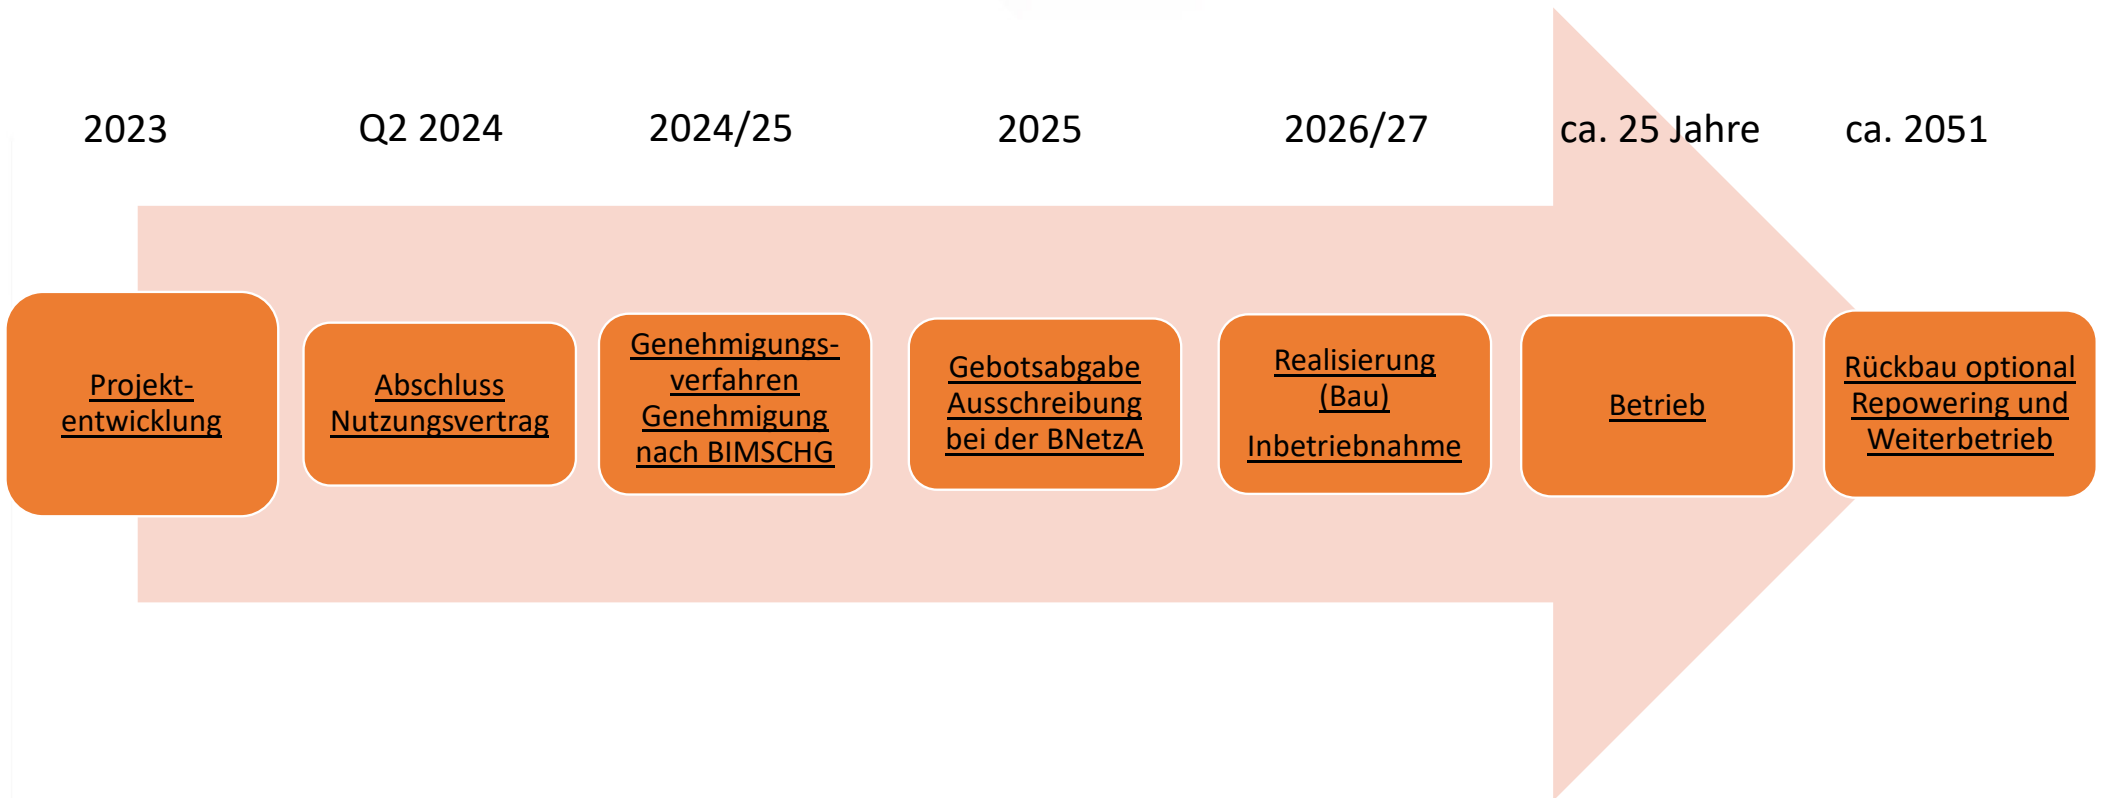 2023
Q2 2024
2024/25
2025
2026/27
ca. 25 Jahre
ca. 2051
Projekt-
entwicklung
Abschluss
Nutzungsvertrag
Genehmigungs-
verfahren
Genehmigung
nach BIMSCHG
Gebotsabgabe
Ausschreibung
bei der BNetzA
Realisierung
(Bau)
Inbetriebnahme
Betrieb
Rückbau optional
Repowering und
Weiterbetrieb